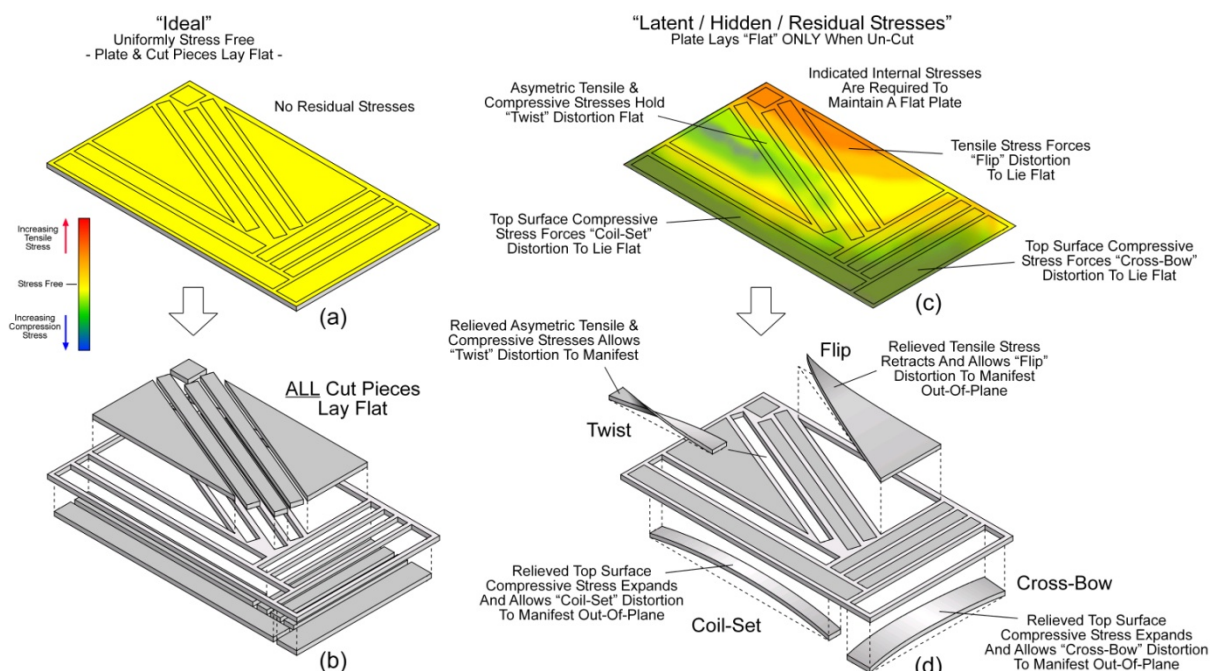 “Ideal”
Uniformly Stress Free
- Plate & Cut Pieces Lay Flat -
No Residual Stresses
Increasing
Tensile
Stress
Stress Free
Increasing
Compression
Stress
(a)
ALL Cut Pieces
Lay Flat
(b)
“Latent / Hidden / Residual Stresses”
Plate Lays “Flat” ONLY When Un-Cut
Asymetric Tensile &
Compressive Stresses Hold
“Twist” Distortion Flat
Indicated Internal Stresses
Are Required To
Maintain A Flat Plate
Tensile Stress Forces
“Flip” Distortion
To Lie Flat
Top Surface Compressive
Stress Forces “Coil-Set”
Distortion To Lie Flat
Top Surface Compressive
Stress Forces “Cross-Bow”
Distortion To Lie Flat
(c)
Relieved Asymetric Tensile &
Compressive Stresses Allows
“Twist” Distortion To Manifest
Flip
Relieved Tensile Stress
Retracts And Allows “Flip”
Distortion To Manifest
Out-Of-Plane
Twist
Relieved Top Surface
Compressive Stress Expands
And Allows “Coil-Set” Distortion
To Manifest Out-Of-Plane
Coil-Set
Cross-Bow
Relieved Top Surface
Compressive Stress Expands
And Allows “Cross-Bow” Distortion
To Manifest Out-Of-Plane
(d)